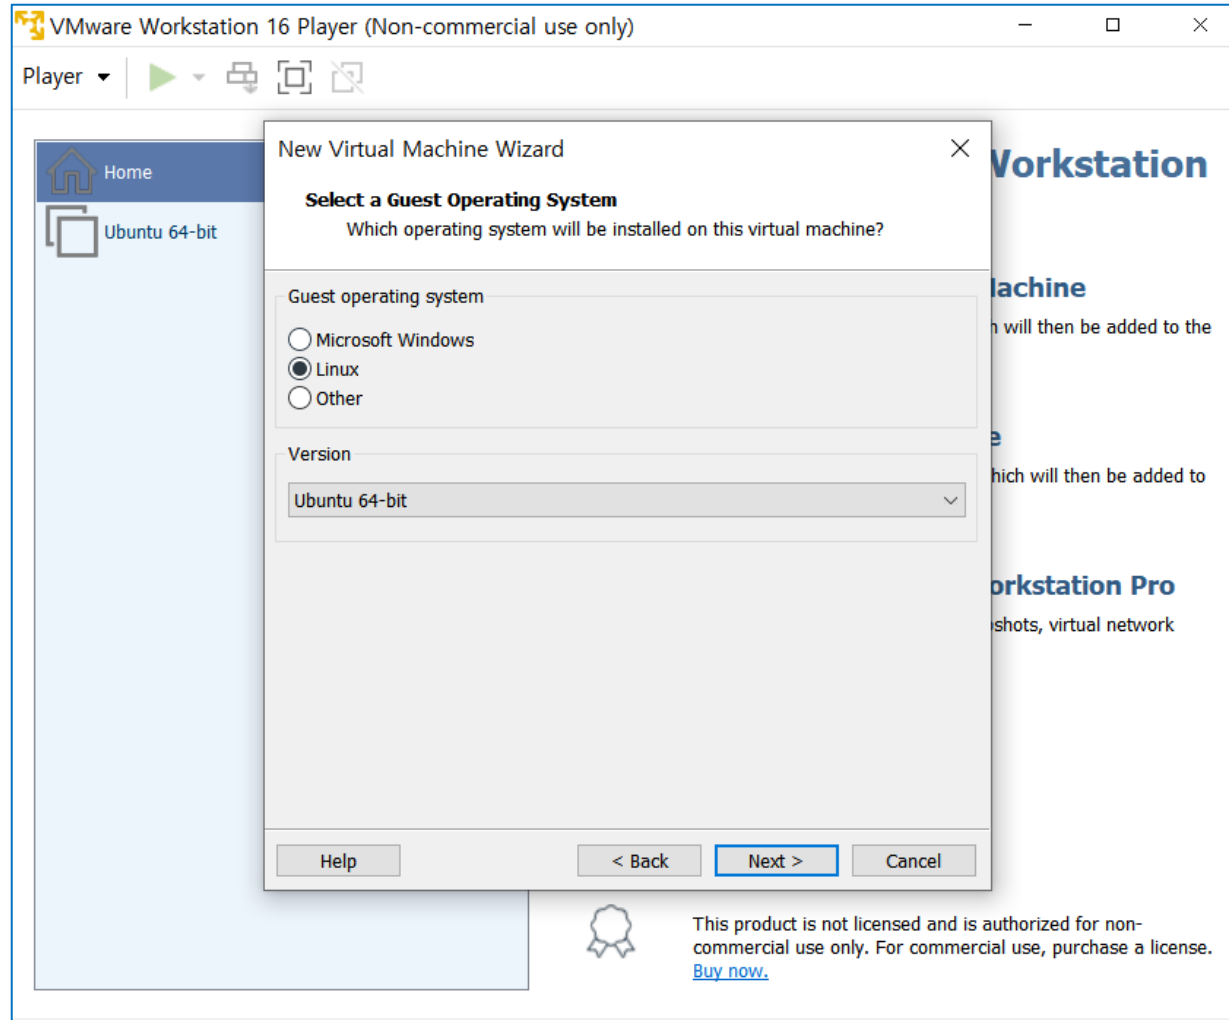 VMware Workstation 16 Player (Non-commercial use only)
Player
Home
Ubuntu 64-bit
New Virtual Machine Wizard
Select a Guest Operating System
Which operating system will be installed on this virtual machine?
Guest operating system
Microsoft Windows
Linux
Other
Version
Ubuntu 64-bit
Help
< Back
Next >
Cancel
Workstation
achine
will then be added to the
e
hich will then be added to
orkstation Pro
shots, virtual network
This product is not licensed and is authorized for non-
commercial use only. For commercial use, purchase a license.
Buy now.